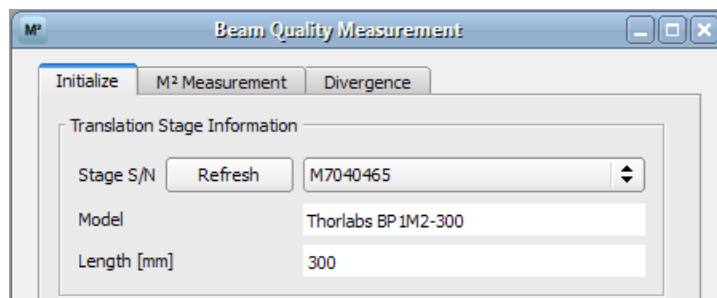 M² Beam Quality Measurement
Initialize M² Measurement Divergence
Translation Stage Information
Stage S/N Refresh M7040465
Model Thorlabs BP1M2-300
Length [mm] 300